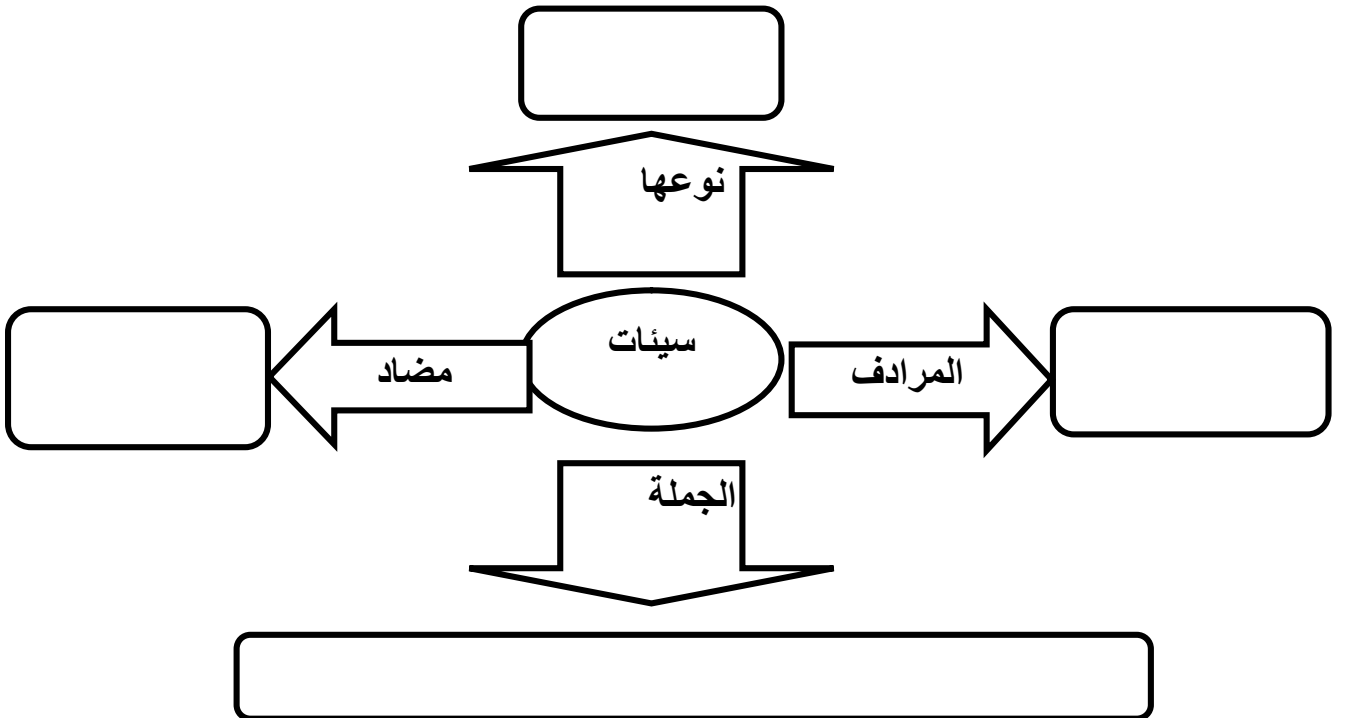 نوعها
سيئات
المرادف
مضاد
الجملة